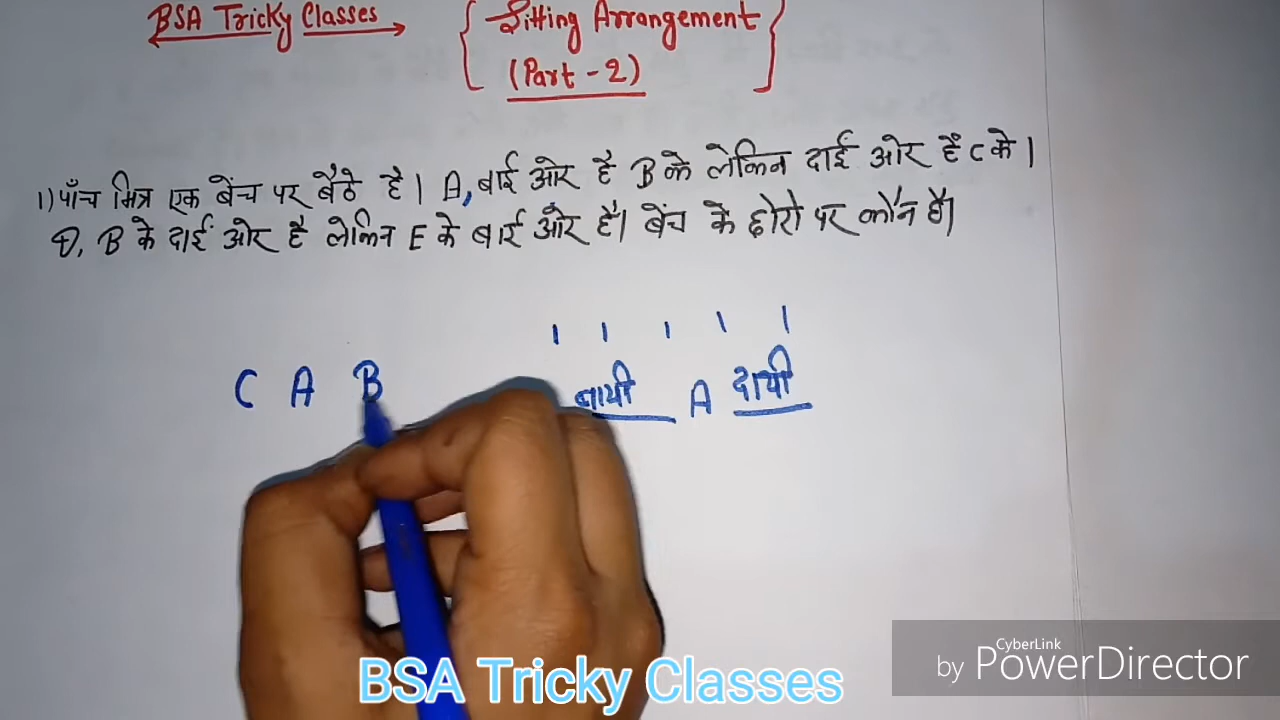 BSA Tricky Classes
Sitting Arrangement
(Part - 2)
1) पाँच मित्र एक बेंच पर बैठे है। A, बाई ओर है B के लेकिन दाई ओर है C के।
D, B के दाई ओर है लेकिन E के बाई ओर है। बेंच के छोरो पर कौन है।
C A B
बायी A दायी
BSA Tricky Classes
CyberLink
by PowerDirector